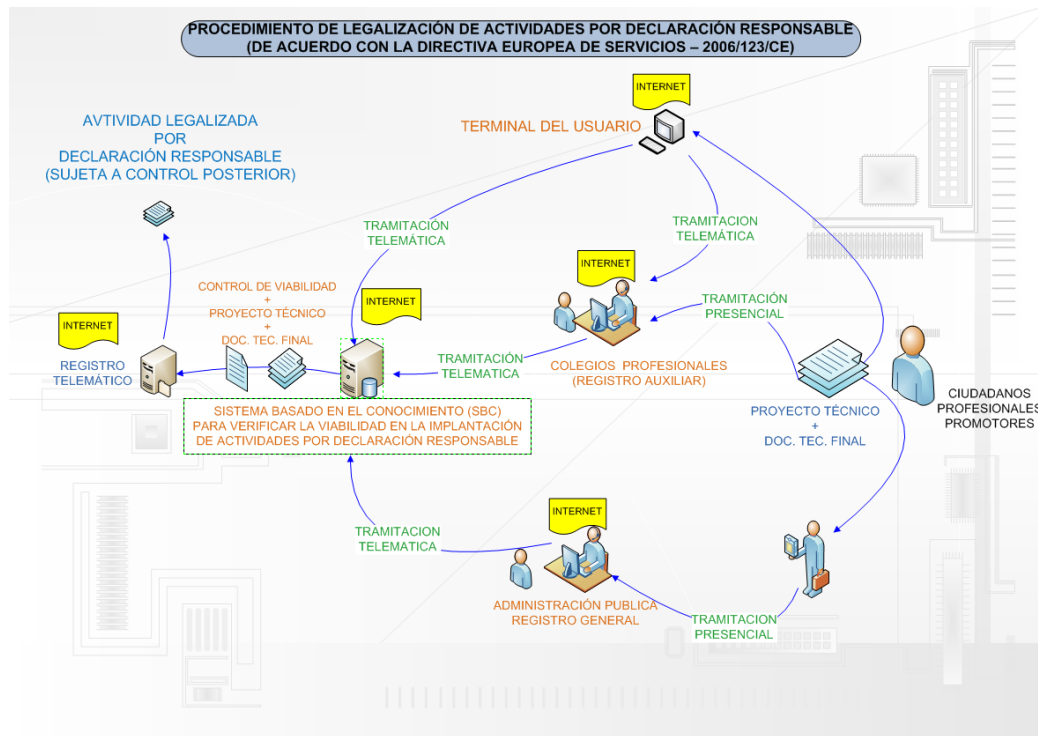 PROCEDIMIENTO DE LEGALIZACIÓN DE ACTIVIDADES POR DECLARACIÓN RESPONSABLE
(DE ACUERDO CON LA DIRECTIVA EUROPEA DE SERVICIOS – 2006/123/CE)
INTERNET
TERMINAL DEL USUARIO
AVTIVIDAD LEGALIZADA
POR
DECLARACIÓN RESPONSABLE
(SUJETA A CONTROL POSTERIOR)
TRAMITACIÓN
TELEMÁTICA
TRAMITACION
TELEMÁTICA
INTERNET
CONTROL DE VIABILIDAD
+
PROYECTO TÉCNICO
+
DOC. TEC. FINAL
INTERNET
TRAMITACIÓN
PRESENCIAL
INTERNET
REGISTRO
TELEMÁTICO
TRAMITACIÓN
TELEMATICA
COLEGIOS PROFESIONALES
(REGISTRO AUXILIAR)
CIUDADANOS
PROFESIONALES
PROMOTORES
PROYECTO TÉCNICO
+
DOC. TEC. FINAL
SISTEMA BASADO EN EL CONOCIMIENTO (SBC)
PARA VERIFICAR LA VIABILIDAD EN LA IMPLANTACIÓN
DE ACTIVIDADES POR DECLARACIÓN RESPONSABLE
INTERNET
TRAMITACION
TELEMATICA
ADMINISTRACIÓN PUBLICA
REGISTRO GENERAL
TRAMITACION
PRESENCIAL